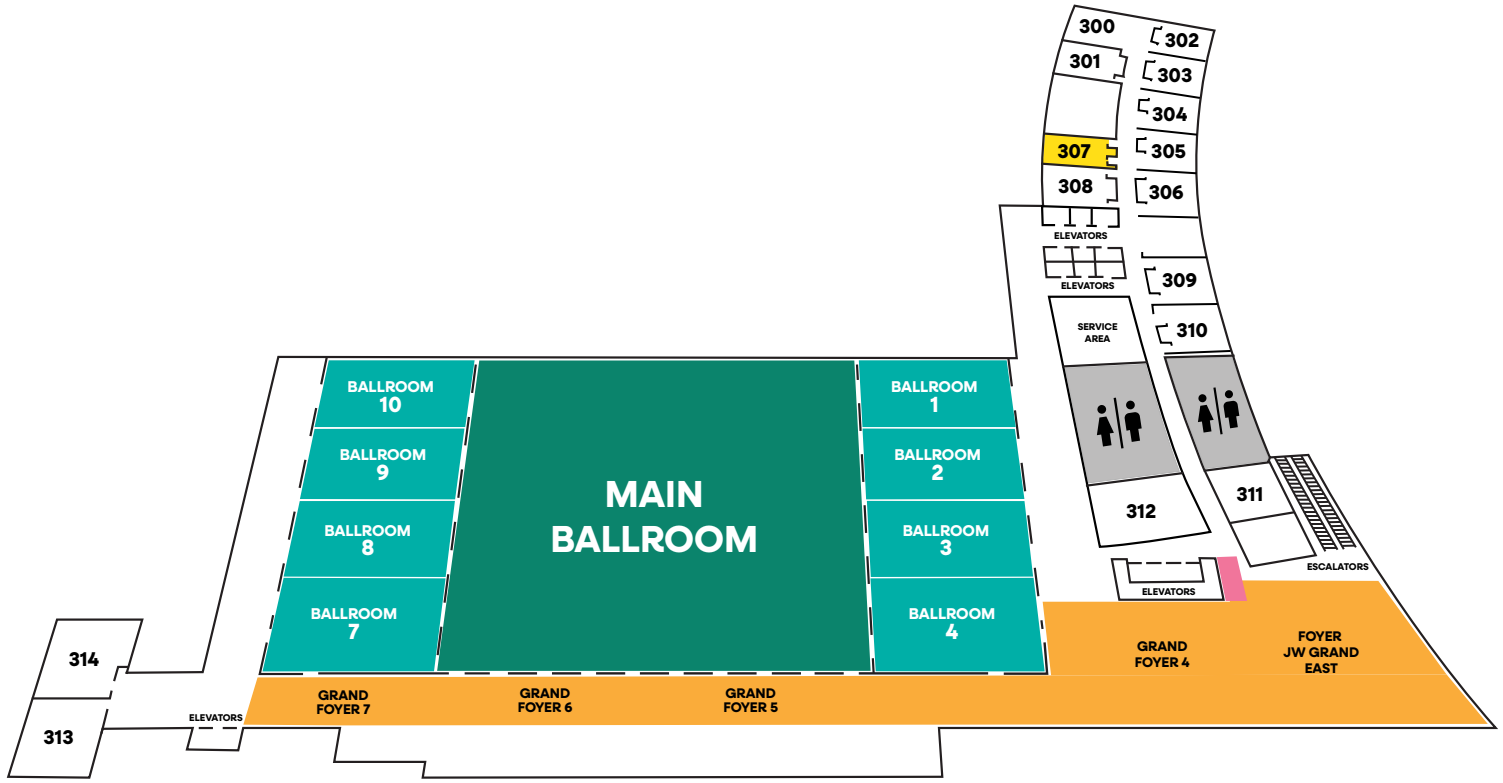 300
302
301
303
304
307
305
308
306
ELEVATORS
ELEVATORS
309
SERVICE
AREA
310
BALLROOM
10
MAIN
BALLROOM
BALLROOM
1
BALLROOM
9
BALLROOM
2
BALLROOM
8
BALLROOM
3
BALLROOM
7
BALLROOM
4
311
312
ESCALATORS
ELEVATORS
314
313
ELEVATORS
GRAND
FOYER 7
GRAND
FOYER 6
GRAND
FOYER 5
GRAND
FOYER 4
FOYER
JW GRAND
EAST